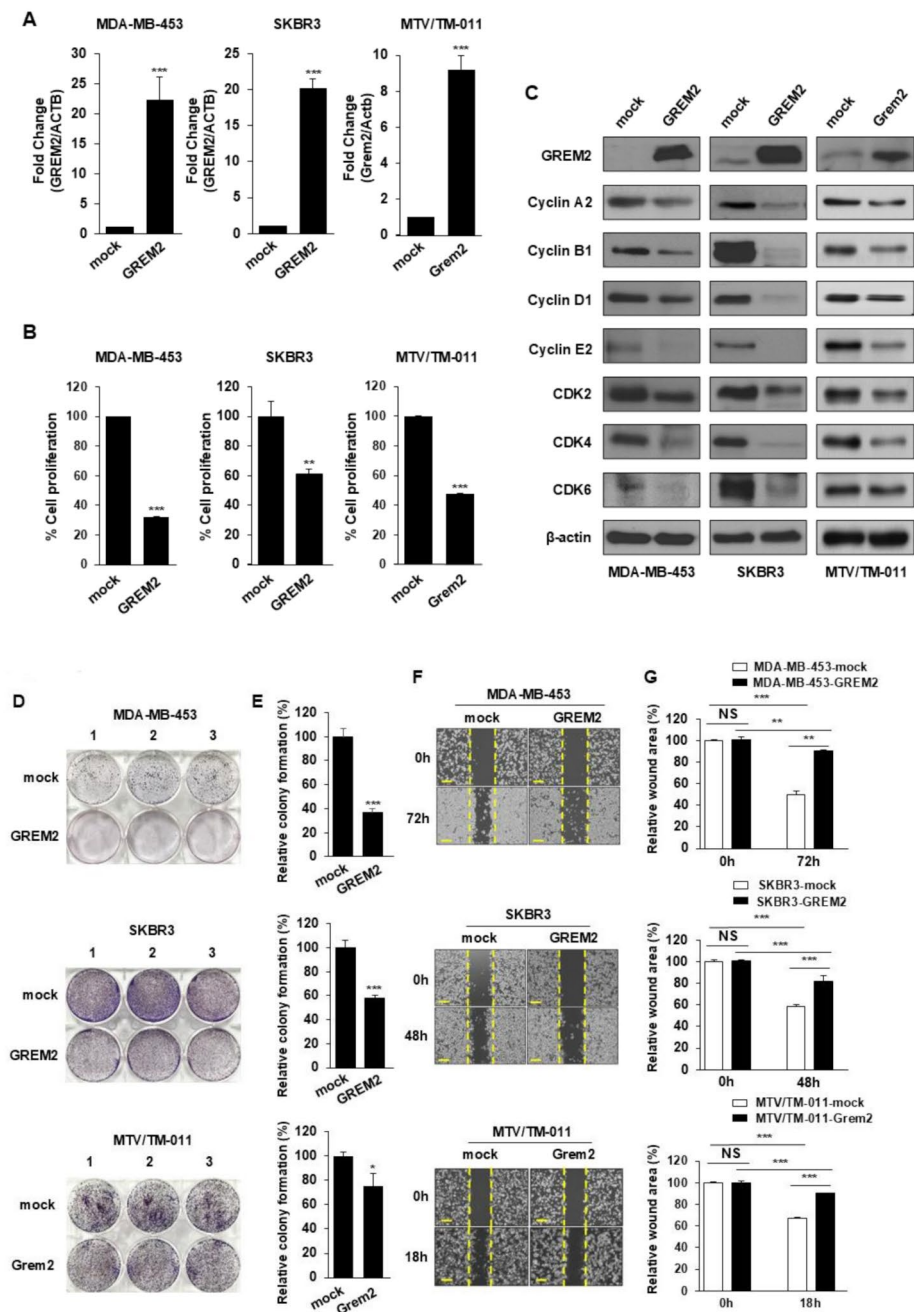 A
MDA-MB-453
SKBR3
MTV/TM-011
Fold Change
(GREM2/ACTB)
30
25
20
15
10
5
0
***
mock
GREM2
Fold Change
(GREM2/ACTB)
25
20
15
10
5
0
***
mock
GREM2
Fold Change
(Grem2/Actb)
10
8
6
4
2
0
***
mock
Grem2
B
MDA-MB-453
SKBR3
MTV/TM-011
% Cell proliferation
120
100
80
60
40
20
0
***
mock
GREM2
% Cell proliferation
120
100
80
60
40
20
0
**
mock
GREM2
% Cell proliferation
120
100
80
60
40
20
0
***
mock
Grem2
C
mock GREM2 mock GREM2 mock Grem2
GREM2
Cyclin A2
Cyclin B1
Cyclin D1
Cyclin E2
CDK2
CDK4
CDK6
β-actin
MDA-MB-453 SKBR3 MTV/TM-011
D
MDA-MB-453
1 2 3
mock
GREM2
SKBR3
1 2 3
mock
GREM2
MTV/TM-011
1 2 3
mock
Grem2
E
Relative colony formation (%)
120
100
80
60
40
20
0
***
mock
GREM2
Relative colony formation (%)
120
100
80
60
40
20
0
***
mock
GREM2
Relative colony formation (%)
120
100
80
60
40
20
0
*
mock
Grem2
F
MDA-MB-453
mock GREM2
0h
72h
SKBR3
mock GREM2
0h
48h
MTV/TM-011
mock Grem2
0h
18h
G
MDA-MB-453-mock
MDA-MB-453-GREM2
Relative wound area (%)
120
100
80
60
40
20
0
***
NS
**
**
0h 72h
SKBR3-mock
SKBR3-GREM2
Relative wound area (%)
120
100
80
60
40
20
0
***
NS
***
***
0h 48h
MTV/TM-011-mock
MTV/TM-011-Grem2
Relative wound area (%)
120
100
80
60
40
20
0
***
NS
***
***
0h 18h